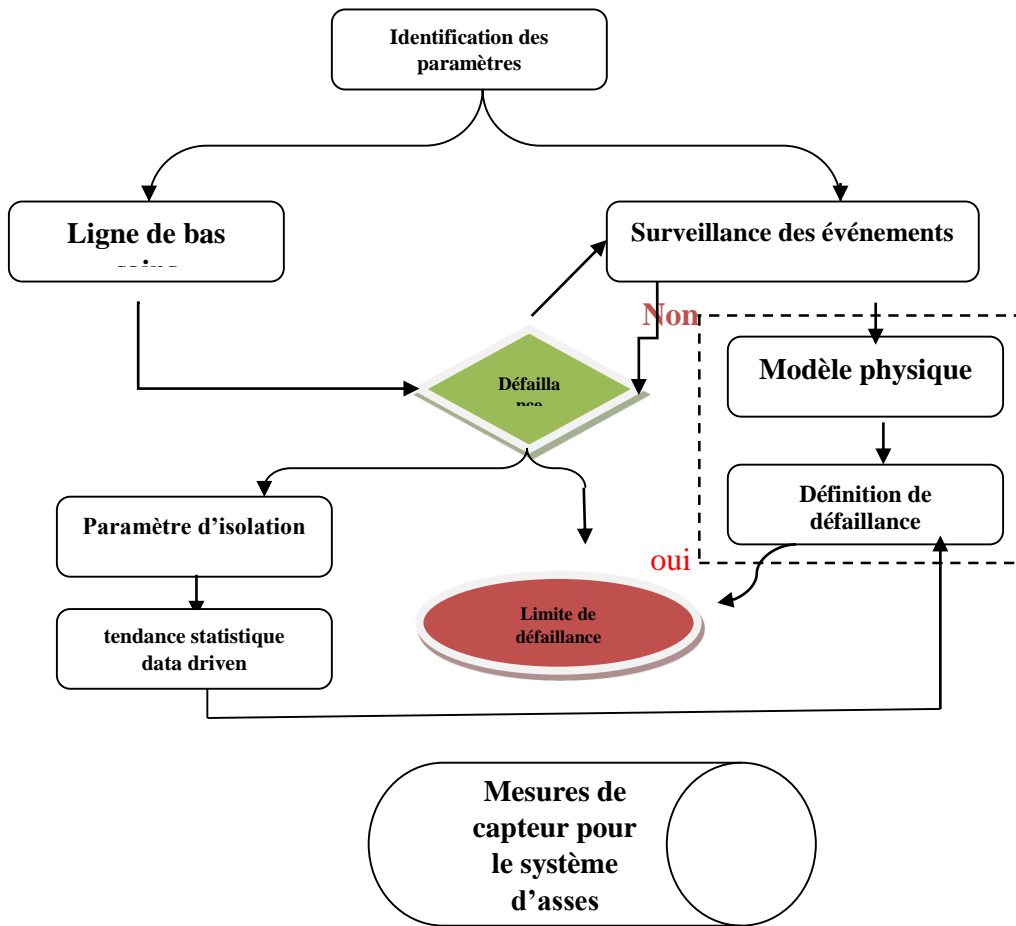 Identification des
paramètres
Ligne de bas
Surveillance des événements
Non
Modèle physique
Défailla
Définition de
défaillance
Paramètre d’isolation
oui
Limite de
défaillance
tendance statistique
data driven
Mesures de
capteur pour
le système
d’asses